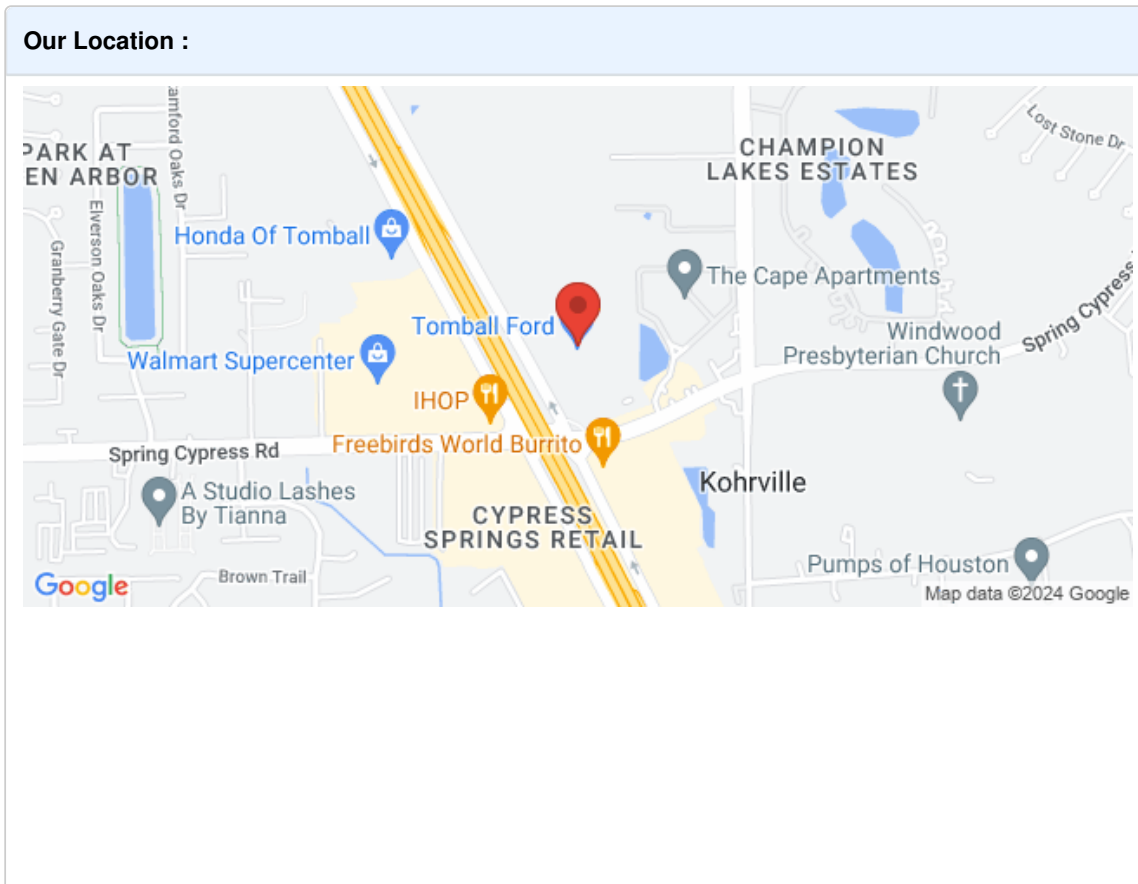 Our Location :
amford Oaks Dr
PARK AT
EN ARBOR
Elverson Oaks Dr
Granberry Gate Dr
Honda Of Tomball
CHAMPION
LAKES ESTATES
Lost Stone Dr
The Cape Apartments
Tomball Ford
Walmart Supercenter
Windwood
Presbyterian Church
Spring Cypress
IHOP
Freebirds World Burrito
Spring Cypress Rd
A Studio Lashes
By Tianna
Kohrville
CYPRESS
SPRINGS RETAIL
Brown Trail
Pumps of Houston
Google
Map data ©2024 Google